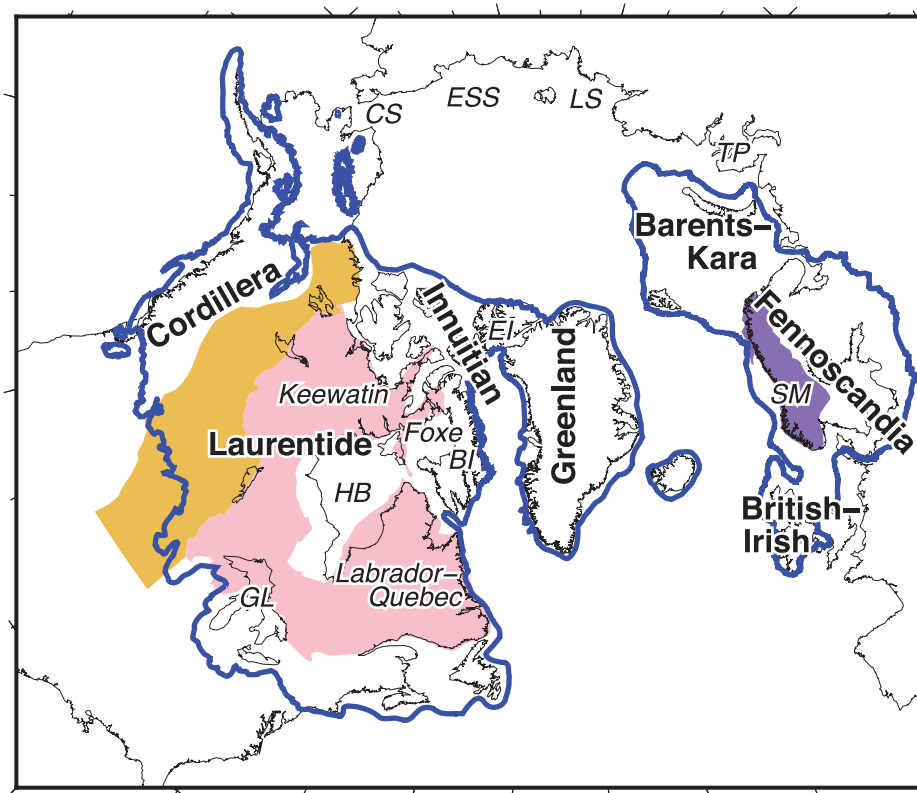 CS
ESS
LS
TP
Barents–
Kara
Cordillera
Innuitian
EI
Greenland
Fennoscandia
SM
Keewatin
Laurentide
Foxe
BI
HB
British–
Irish
Labrador–
Quebec
GL